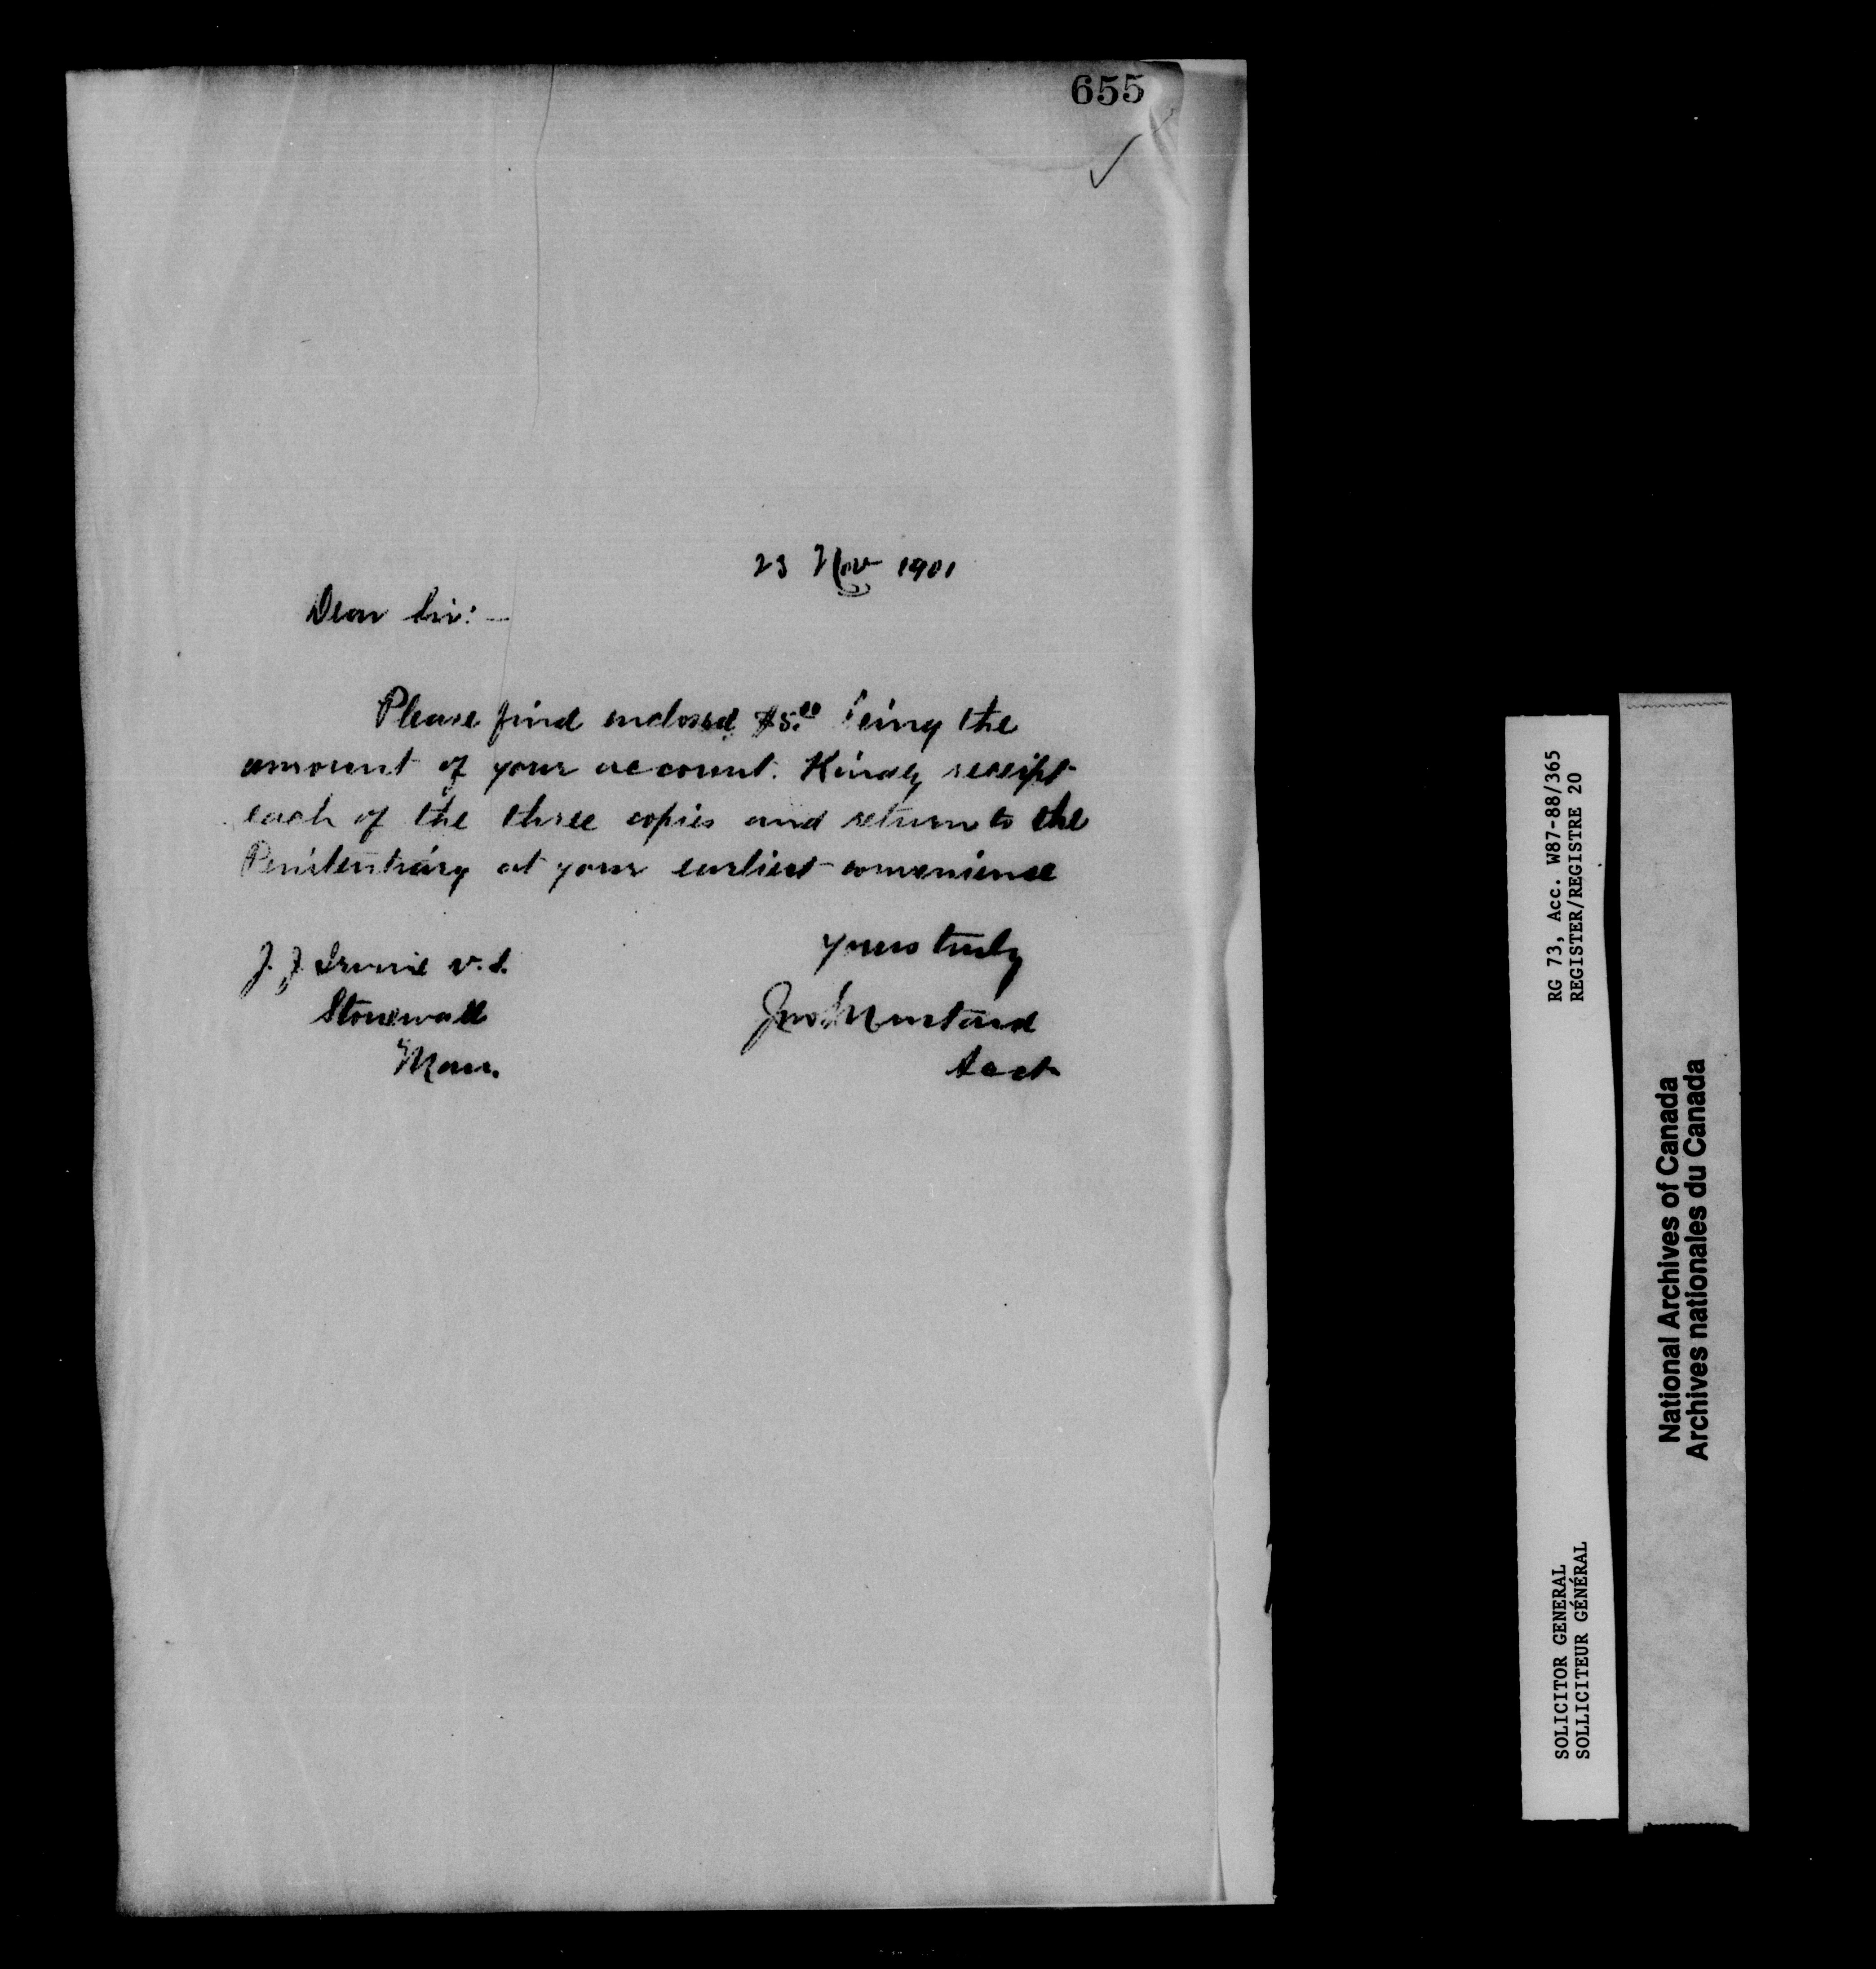 655
23 Nov 1901
Dear Sir:—
Please find enclosed $5.00 being the
amount of your account. Kindly receipt
each of the three copies and return to the
Penitentiary at your earliest convenience
Yours truly
J. J. Irvine V.S.
Stonewall
Man.
Jno Mustard
Acct
RG 73, Acc. W87-88/365
REGISTER/REGISTRE 20
SOLICITOR GENERAL
SOLLICITEUR GÉNÉRAL
National Archives of Canada
Archives nationales du Canada